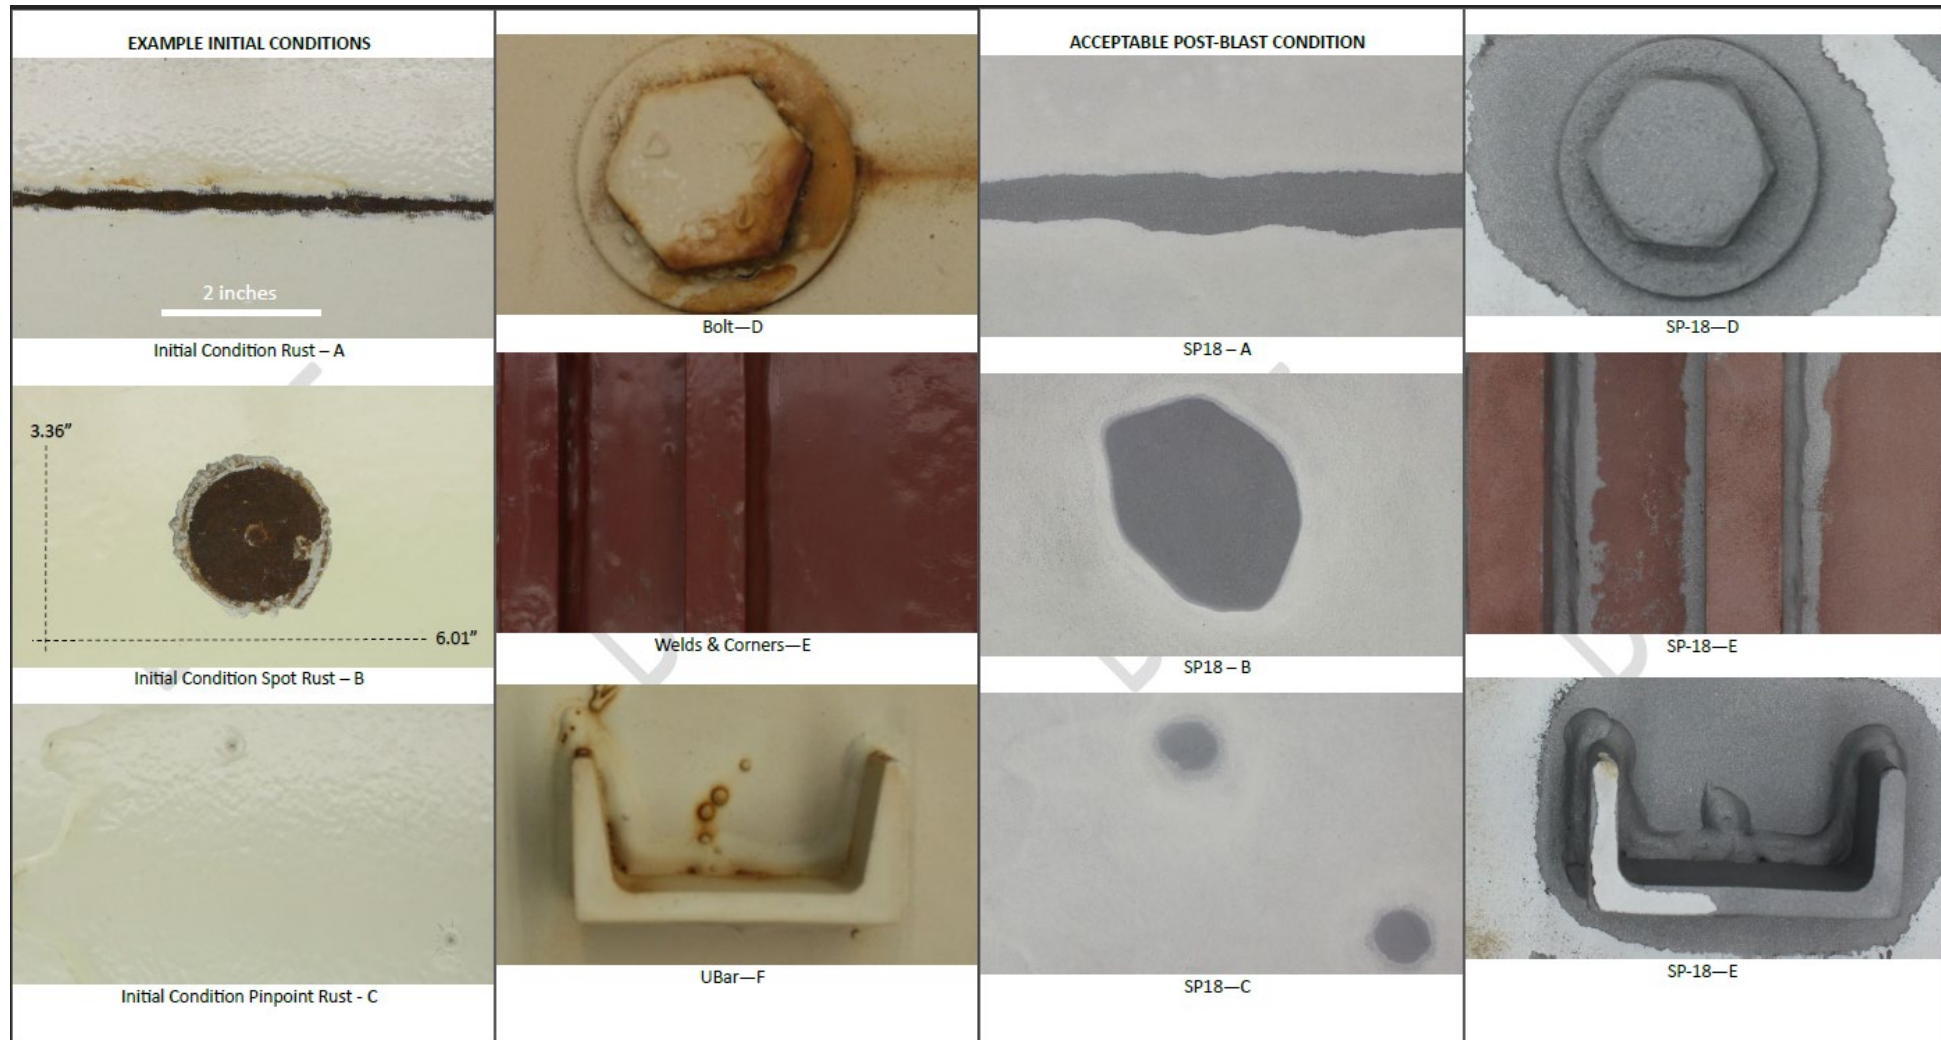 EXAMPLE INITIAL CONDITIONS
2 inches
Initial Condition Rust – A
3.36”
6.01”
Initial Condition Spot Rust – B
Initial Condition Pinpoint Rust - C
Bolt—D
Welds & Corners—E
UBar—F
ACCEPTABLE POST-BLAST CONDITION
SP18 – A
SP18 – B
SP18—C
SP-18—D
SP-18—E
SP-18—E